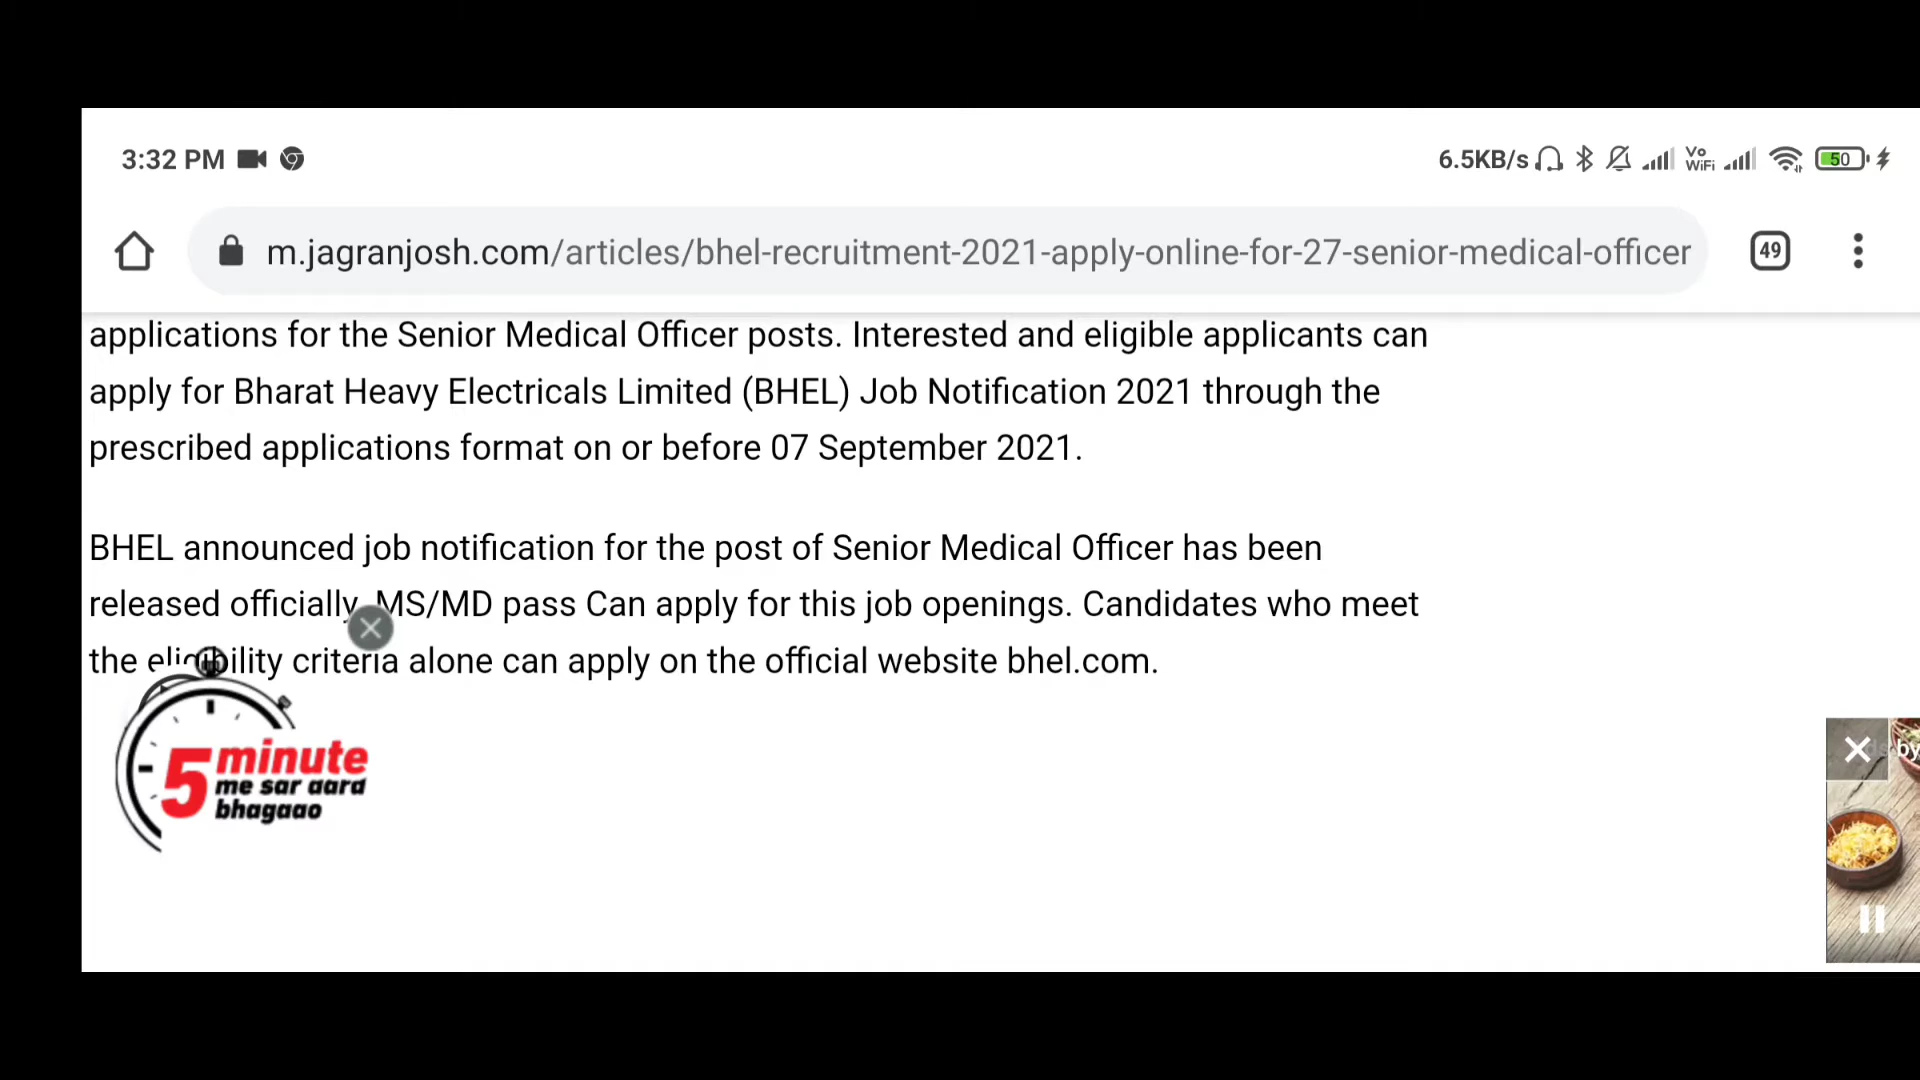 3:32 PM
6.5KB/s
Vo WiFi
50
m.jagranjosh.com/articles/bhel-recruitment-2021-apply-online-for-27-senior-medical-officer
49
applications for the Senior Medical Officer posts. Interested and eligible applicants can
apply for Bharat Heavy Electricals Limited (BHEL) Job Notification 2021 through the
prescribed applications format on or before 07 September 2021.
BHEL announced job notification for the post of Senior Medical Officer has been
released officially. MS/MD pass Can apply for this job openings. Candidates who meet
the eligibility criteria alone can apply on the official website bhel.com.
5 minute
me sar aard
bhagaao
by